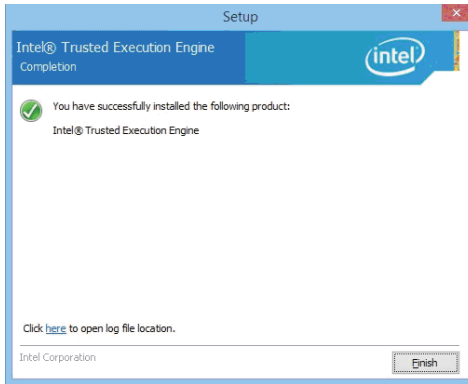 Setup
Intel® Trusted Execution Engine
Completion
intel
You have successfully installed the following product:
Intel® Trusted Execution Engine
Click here to open log file location.
Intel Corporation
Finish